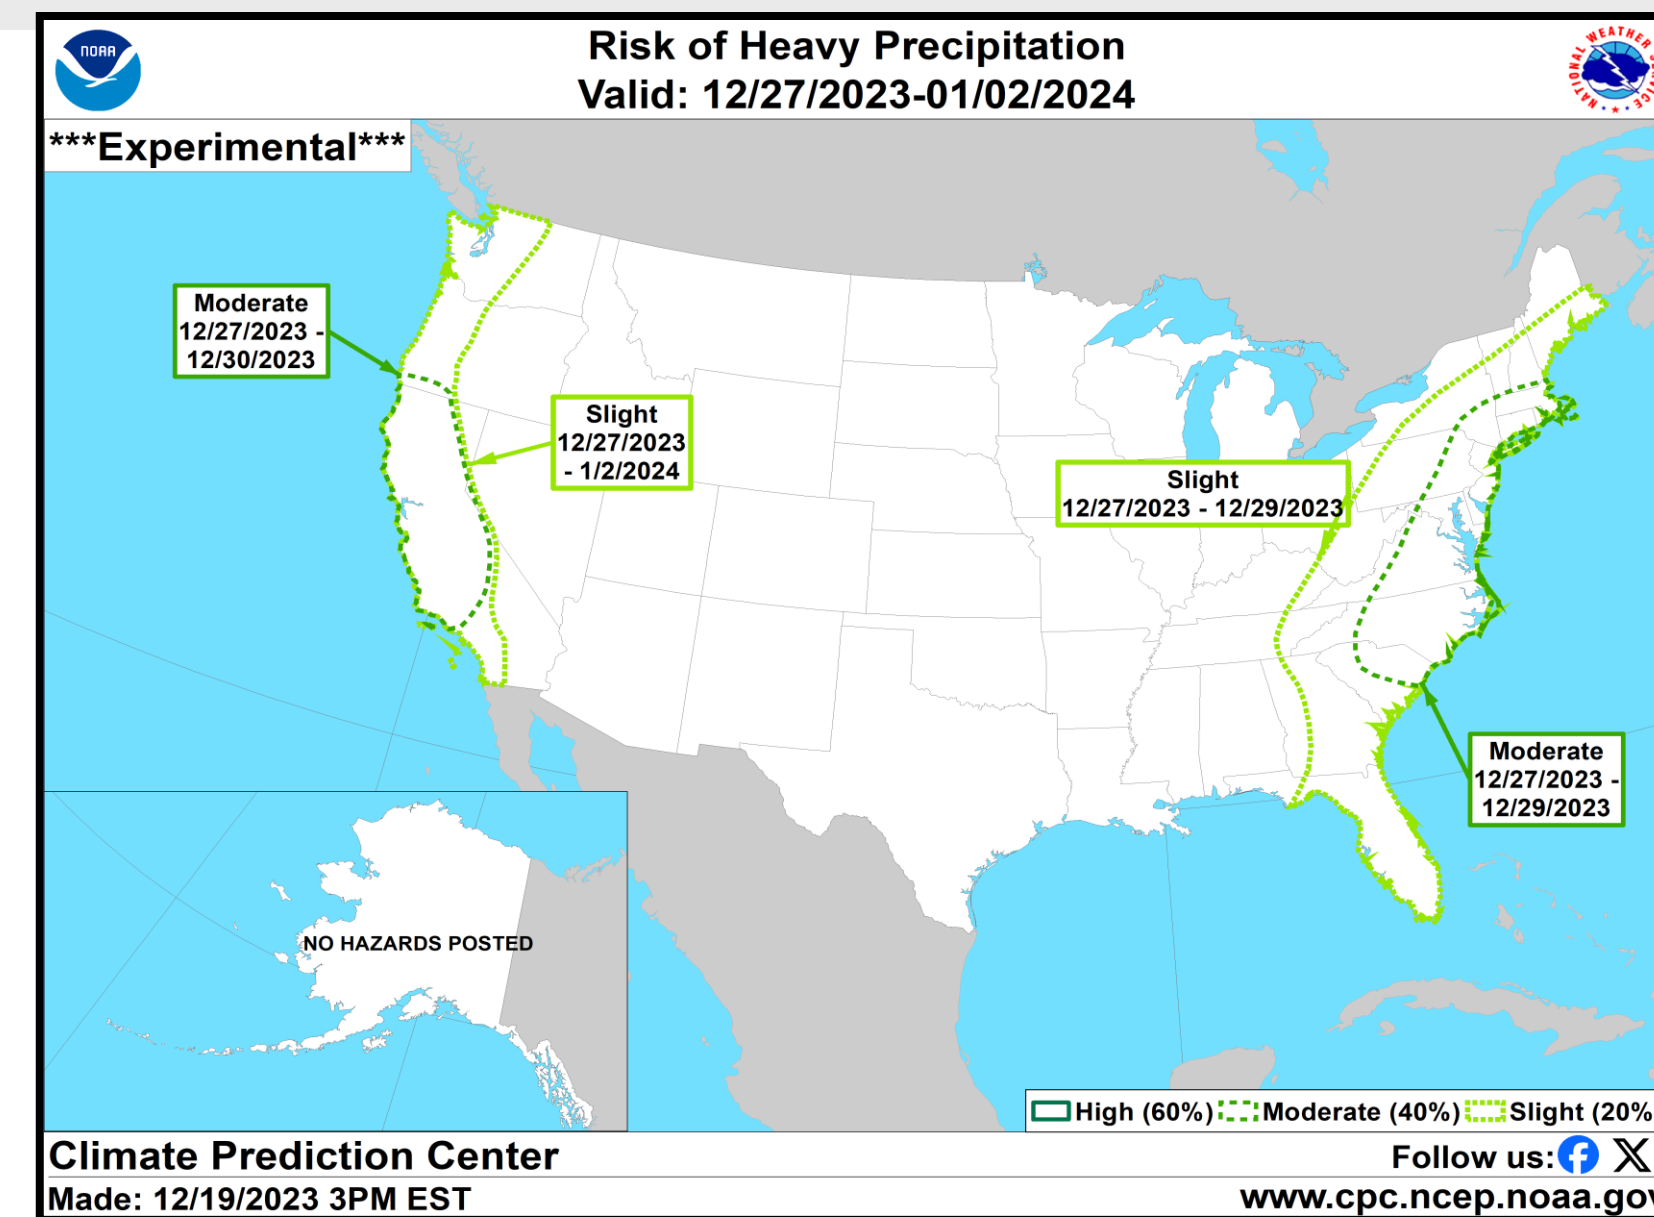 NOAA
Risk of Heavy Precipitation
Valid: 12/27/2023-01/02/2024
NATIONAL WEATHER
***Experimental***
Moderate
12/27/2023 -
12/30/2023
Slight
12/27/2023
- 1/2/2024
Slight
12/27/2023 - 12/29/2023
Moderate
12/27/2023 -
12/29/2023
NO HAZARDS POSTED
High (60%) Moderate (40%) Slight (20%
Climate Prediction Center
Follow us:
Made: 12/19/2023 3PM EST
www.cpc.ncep.noaa.gov